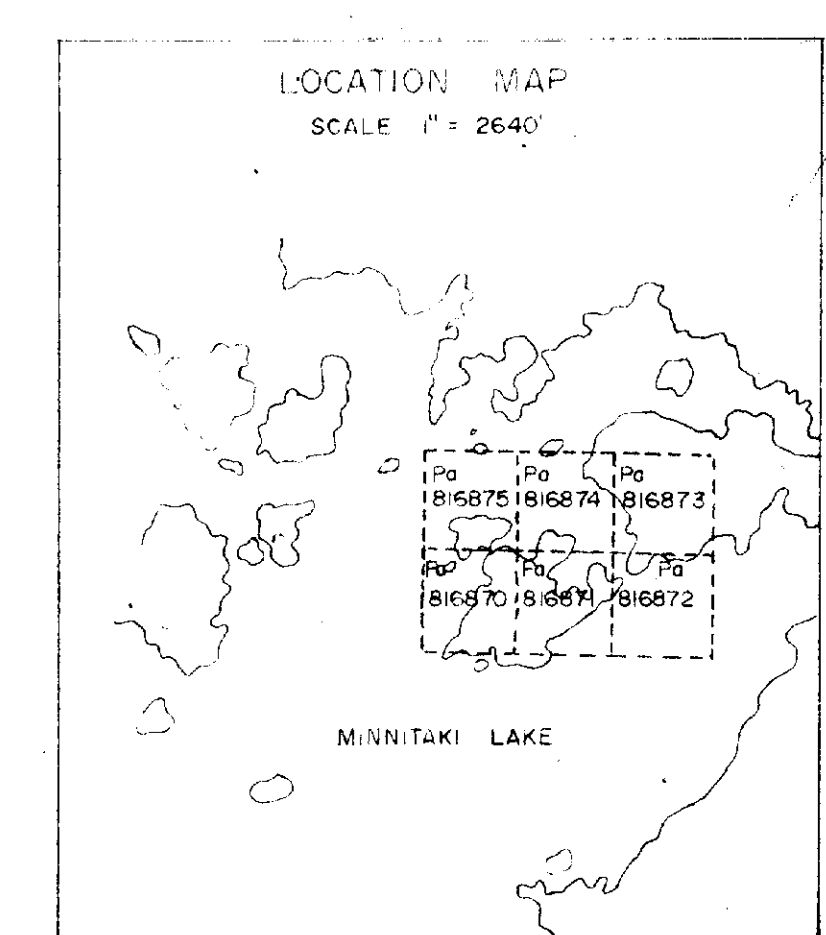 LOCATION MAP
SCALE 1" = 2640'
Pa Pa Pa
816875 816874 816873
Pa Pa Pa
816870 816871 816872
MINNITAKI LAKE